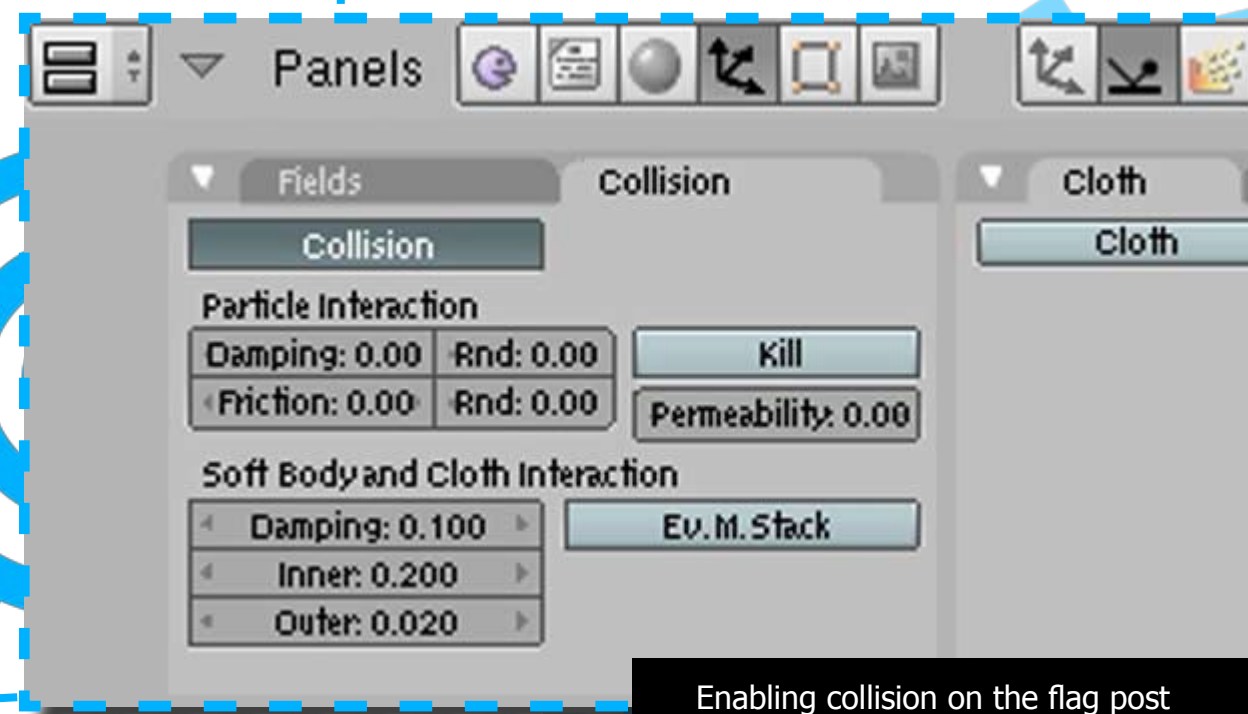 Panels
Fields Collision Cloth
Collision Cloth
Particle Interaction
Damping: 0.00 Rnd: 0.00 Kill
Friction: 0.00 Rnd: 0.00 Permeability: 0.00
Soft Body and Cloth Interaction
Damping: 0.100 Ev.M.Stack
Inner: 0.200
Outer: 0.020
Enabling collision on the flag post